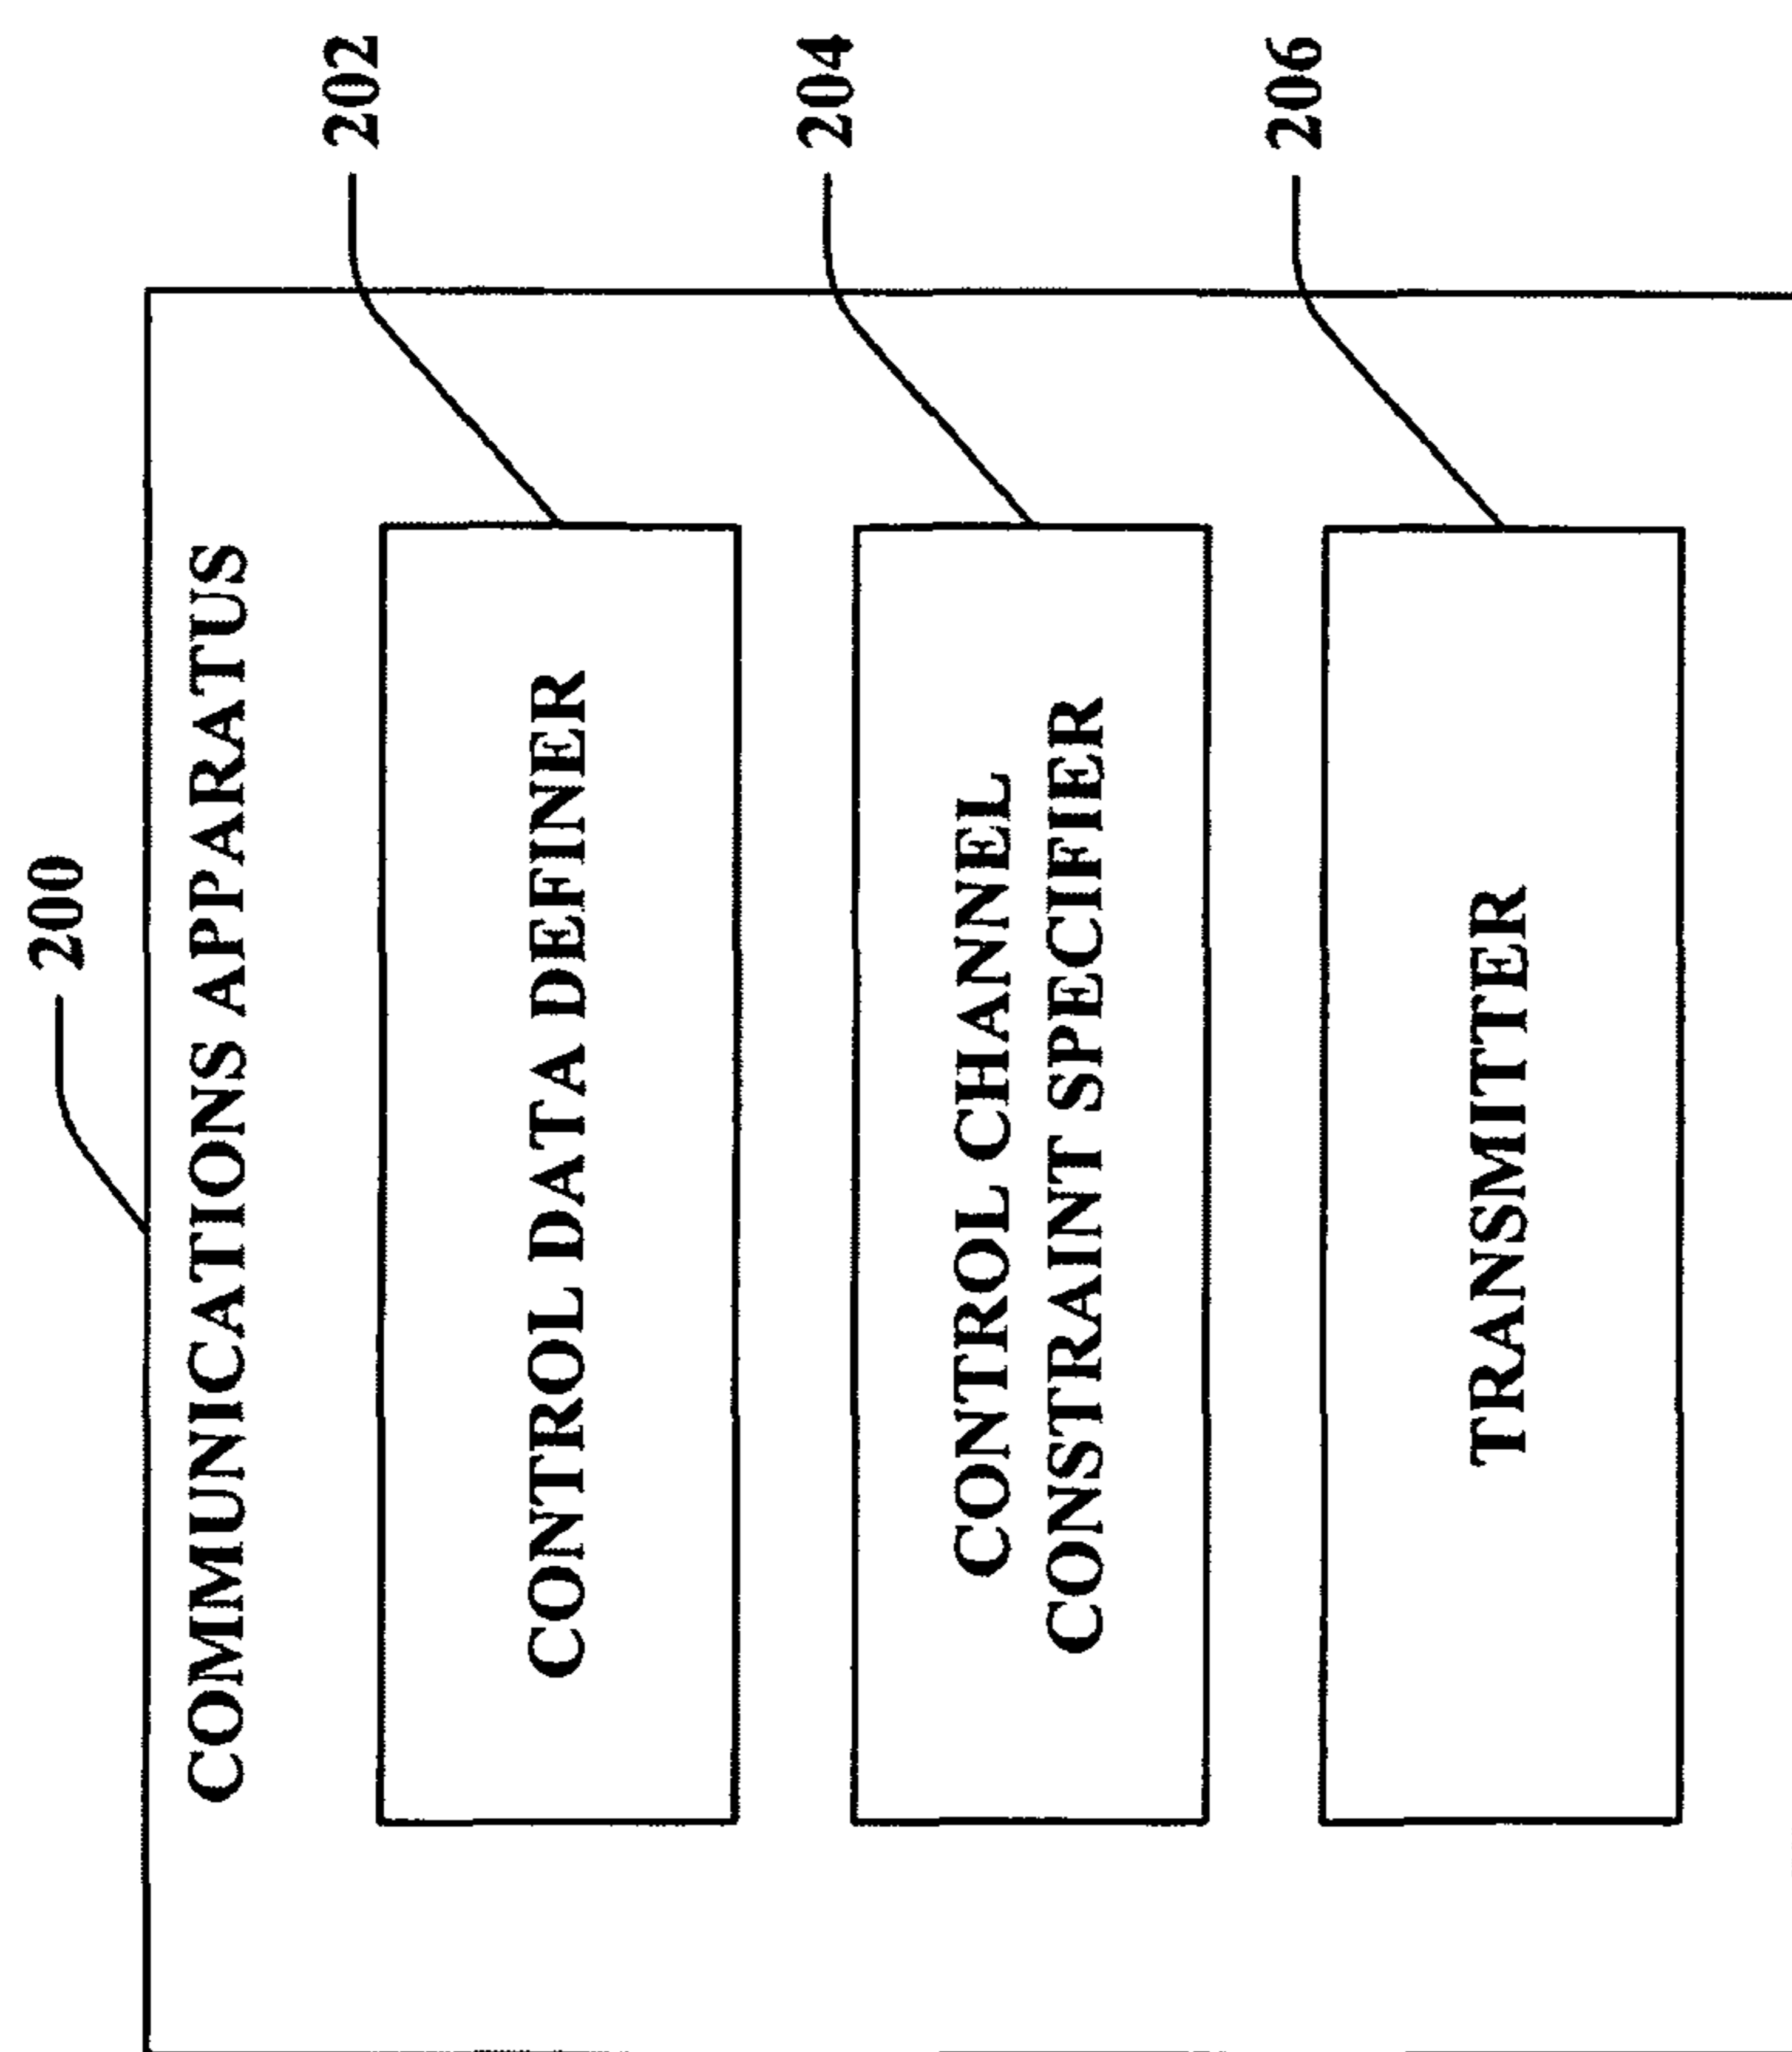 200
COMMUNICATIONS APPARATUS
202
CONTROL DATA DEFINER
204
CONTROL CHANNEL
CONSTRAINT SPECIFIER
206
TRANSMITTER